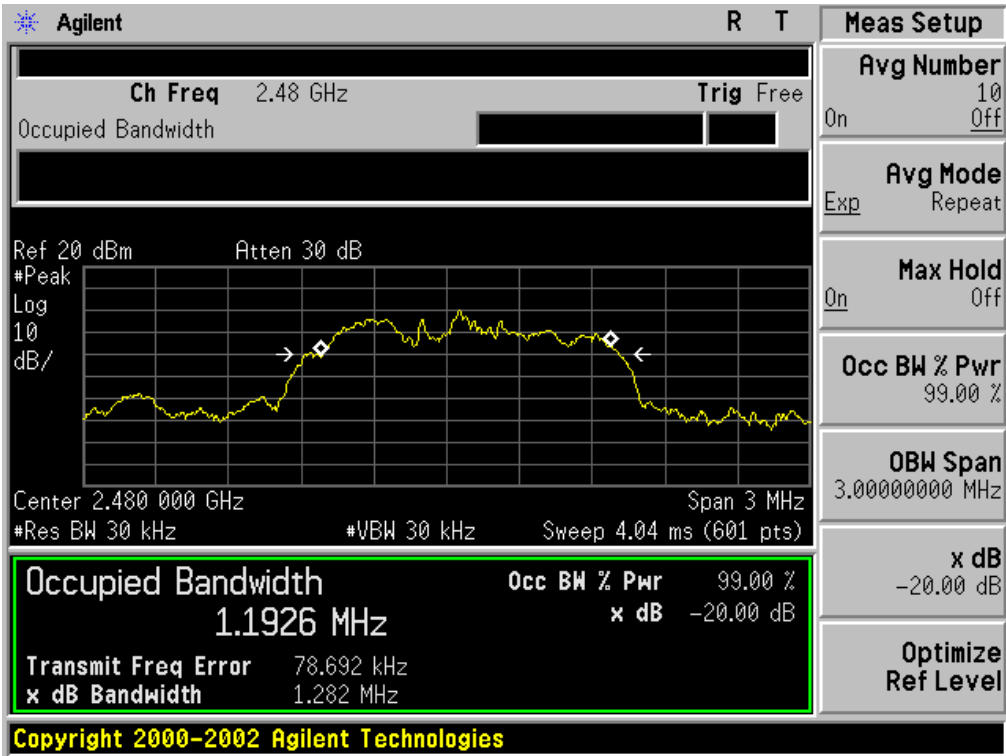 Agilent R T
Ch Freq 2.48 GHz Trig Free
Occupied Bandwidth
Ref 20 dBm Atten 30 dB
#Peak
Log
10
dB/
Center 2.480 000 GHz Span 3 MHz
#Res BW 30 kHz #VBW 30 kHz Sweep 4.04 ms (601 pts)
Occupied Bandwidth Occ BW % Pwr 99.00 %
1.1926 MHz x dB -20.00 dB
Transmit Freq Error 78.692 kHz
x dB Bandwidth 1.282 MHz
Copyright 2000-2002 Agilent Technologies
Meas Setup
Avg Number
10
On Off
Avg Mode
Exp Repeat
Max Hold
On Off
Occ BW % Pwr
99.00 %
OBW Span
3.00000000 MHz
x dB
-20.00 dB
Optimize
Ref Level